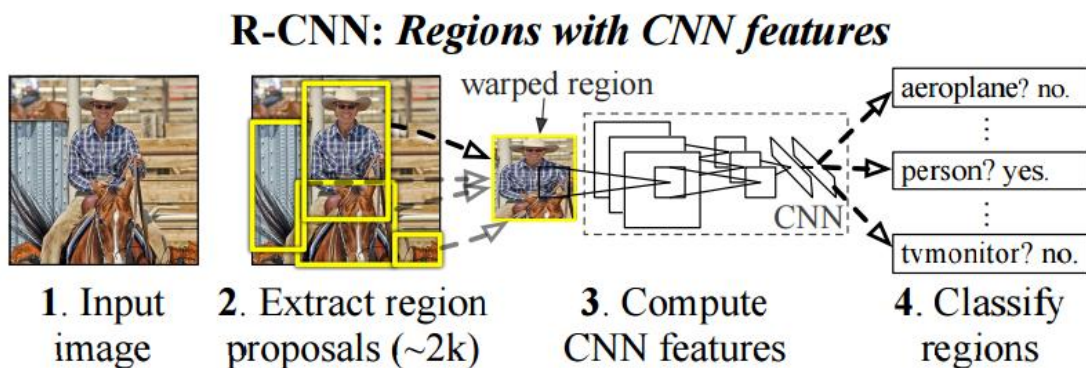 R-CNN: Regions with CNN features
warped region
aeroplane? no.
person? yes.
CNN
tvmonitor? no.
1. Input image
2. Extract region proposals (~2k)
3. Compute CNN features
4. Classify regions